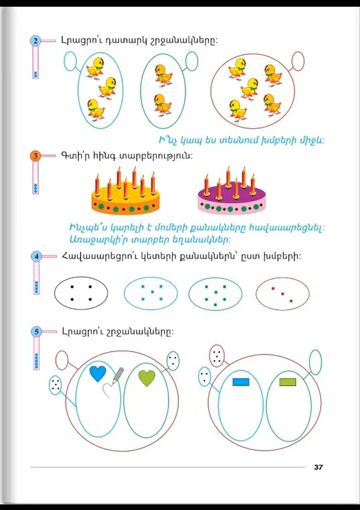 2 Լրացրո՛ւ դատարկ շրջանակները։
Ի՞նչ կապ ես տեսնում խմբերի միջև։
3 Գտի՛ր հինգ տարբերություն։
Ինչպե՞ս կարելի է մոմերի քանակները հավասարեցնել։
Առաջարկի՛ր տարբեր եղանակներ։
4 Հավասարեցրո՛ւ կետերի քանակներն՝ ըստ խմբերի։
5 Լրացրո՛ւ շրջանակները։
37